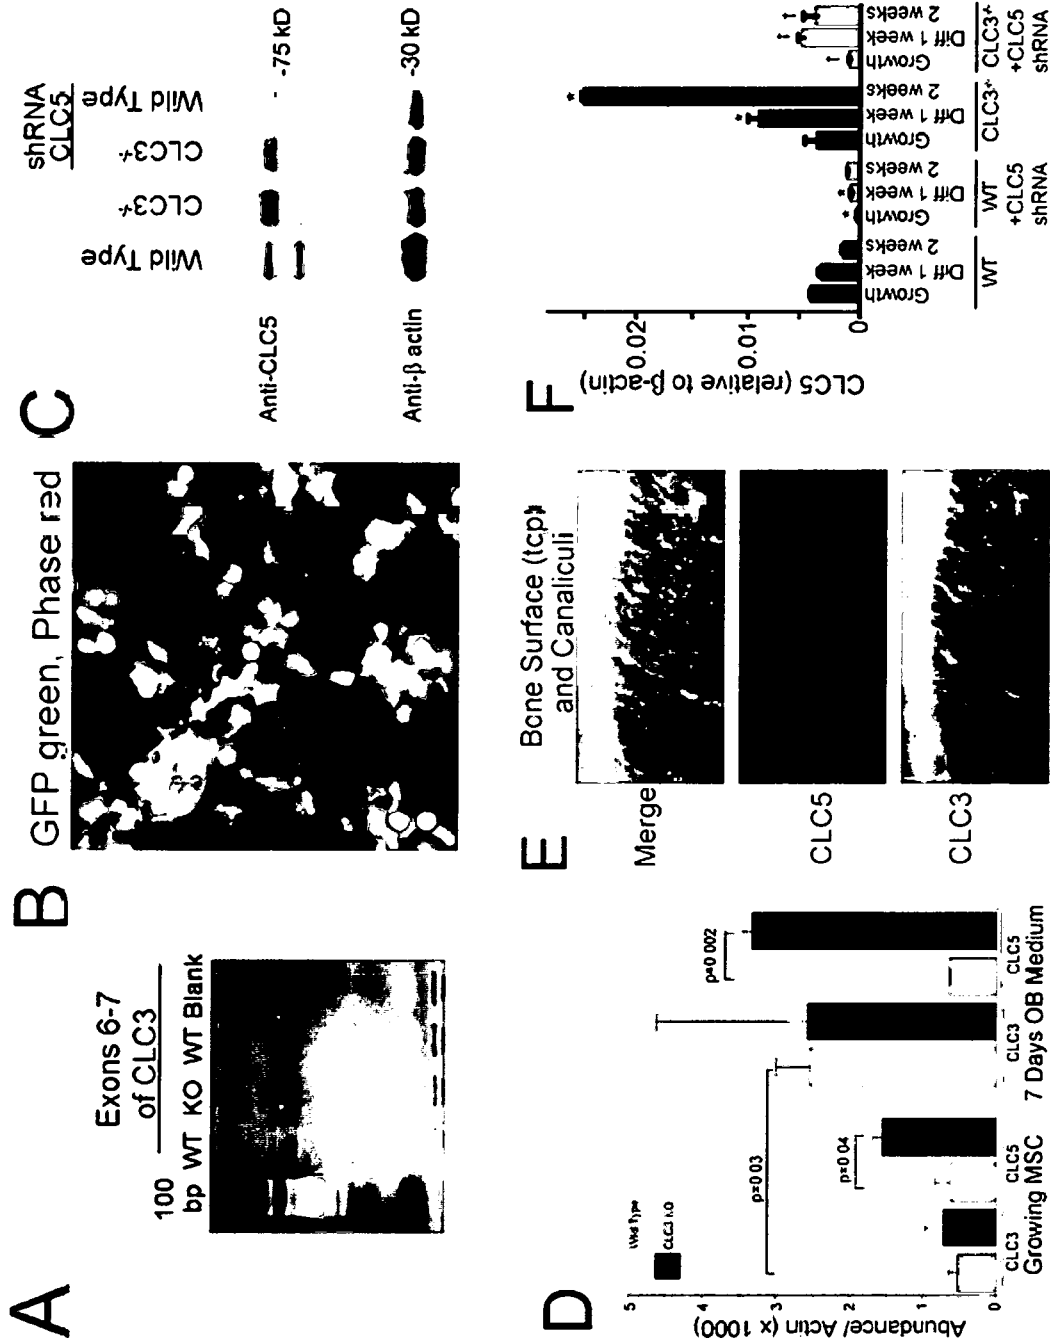 A
Exons 6-7
of CLC3
100
bp WT KO WT Blank
B
GFP green, Phase red
C
shRNA
CLC5
Wild Type
CLC3-/-
CLC3-/-
Wild Type
Anti-CLC5
-75 kD
Anti-β actin
-30 kD
D
Abundance/ Actin (x 1000)
5
4
3
2
1
0
Wild Type
CLC3 KO
p=0 03
p=0 04
p=0 002
CLC3
CLC5
CLC3
CLC5
Growing MSC
7 Days OB Medium
E
Bone Surface (top)
and Canaliculi
Merge
CLC5
CLC3
F
CLC5 (relative to β-actin)
0.02
0.01
0
Growth
Diff 1 week
2 weeks
Growth
Diff 1 week
2 weeks
Growth
Diff 1 week
2 weeks
Growth
Diff 1 week
2 weeks
WT
WT
+CLC5
shRNA
CLC3-/-
CLC3-/-
+CLC5
shRNA